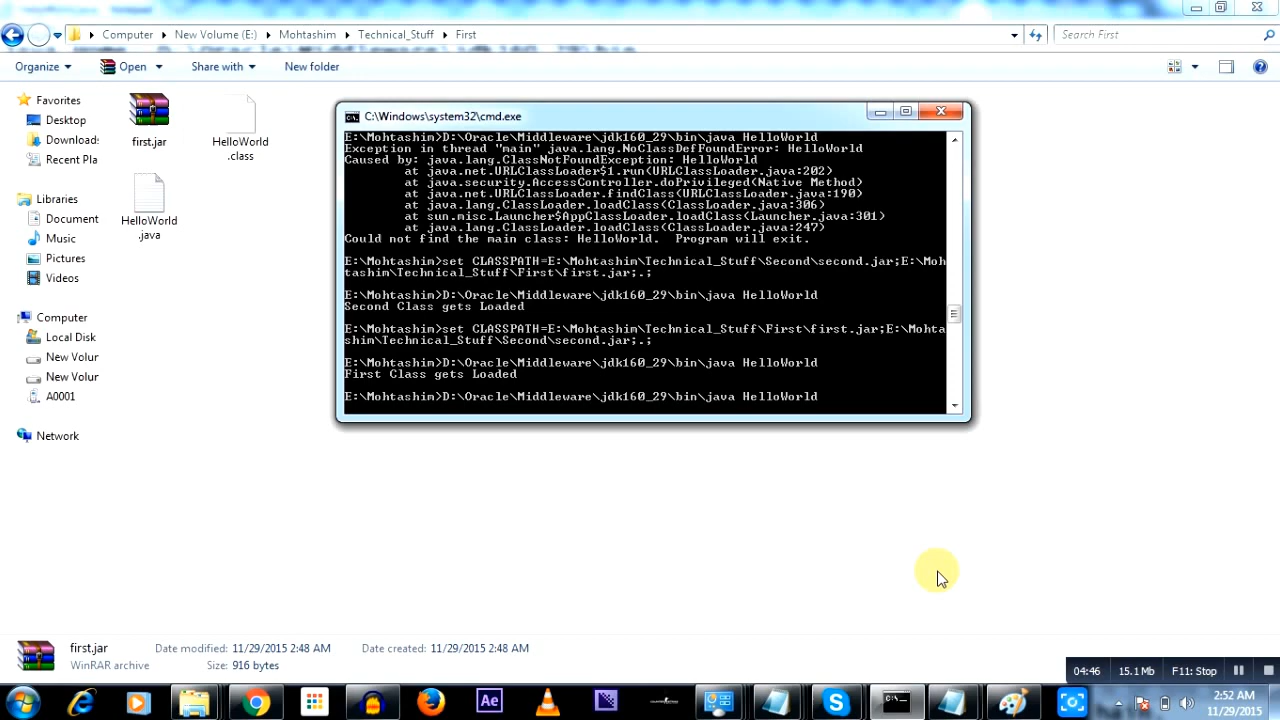 Computer
New Volume (E:)
Mohtashim
Technical_Stuff
First
Search First
Organize
Open
Share with
New folder
Favorites
Desktop
Downloads
Recent Pla
Libraries
Document
Music
Pictures
Videos
Computer
Local Disk
New Volur
New Volur
A0001
Network
first.jar
HelloWorld
.class
HelloWorld
.java
C:\Windows\system32\cmd.exe
E:\Mohtashim>D:\Oracle\Middleware\jdk160_29\bin\java HelloWorld
Exception in thread "main" java.lang.NoClassDefFoundError: HelloWorld
Caused by: java.lang.ClassNotFoundException: HelloWorld
at java.net.URLClassLoader$1.run(URLClassLoader.java:202)
at java.security.AccessController.doPrivileged(Native Method)
at java.net.URLClassLoader.findClass(URLClassLoader.java:190)
at java.lang.ClassLoader.loadClass(ClassLoader.java:306)
at sun.misc.Launcher$AppClassLoader.loadClass(Launcher.java:301)
at java.lang.ClassLoader.loadClass(ClassLoader.java:247)
Could not find the main class: HelloWorld. Program will exit.
E:\Mohtashim>set CLASSPATH=E:\Mohtashim\Technical_Stuff\Second\second.jar;E:\Moh
tashim\Technical_Stuff\First\first.jar;.;
E:\Mohtashim>D:\Oracle\Middleware\jdk160_29\bin\java HelloWorld
Second Class gets Loaded
E:\Mohtashim>set CLASSPATH=E:\Mohtashim\Technical_Stuff\First\first.jar;E:\Mohta
shim\Technical_Stuff\Second\second.jar;.;
E:\Mohtashim>D:\Oracle\Middleware\jdk160_29\bin\java HelloWorld
First Class gets Loaded
E:\Mohtashim>D:\Oracle\Middleware\jdk160_29\bin\java HelloWorld
first.jar
Date modified: 11/29/2015 2:48 AM
Date created: 11/29/2015 2:48 AM
WinRAR archive
Size: 916 bytes
04:46
15.1 Mb
F11: Stop
Ae
2:52 AM
11/29/2015